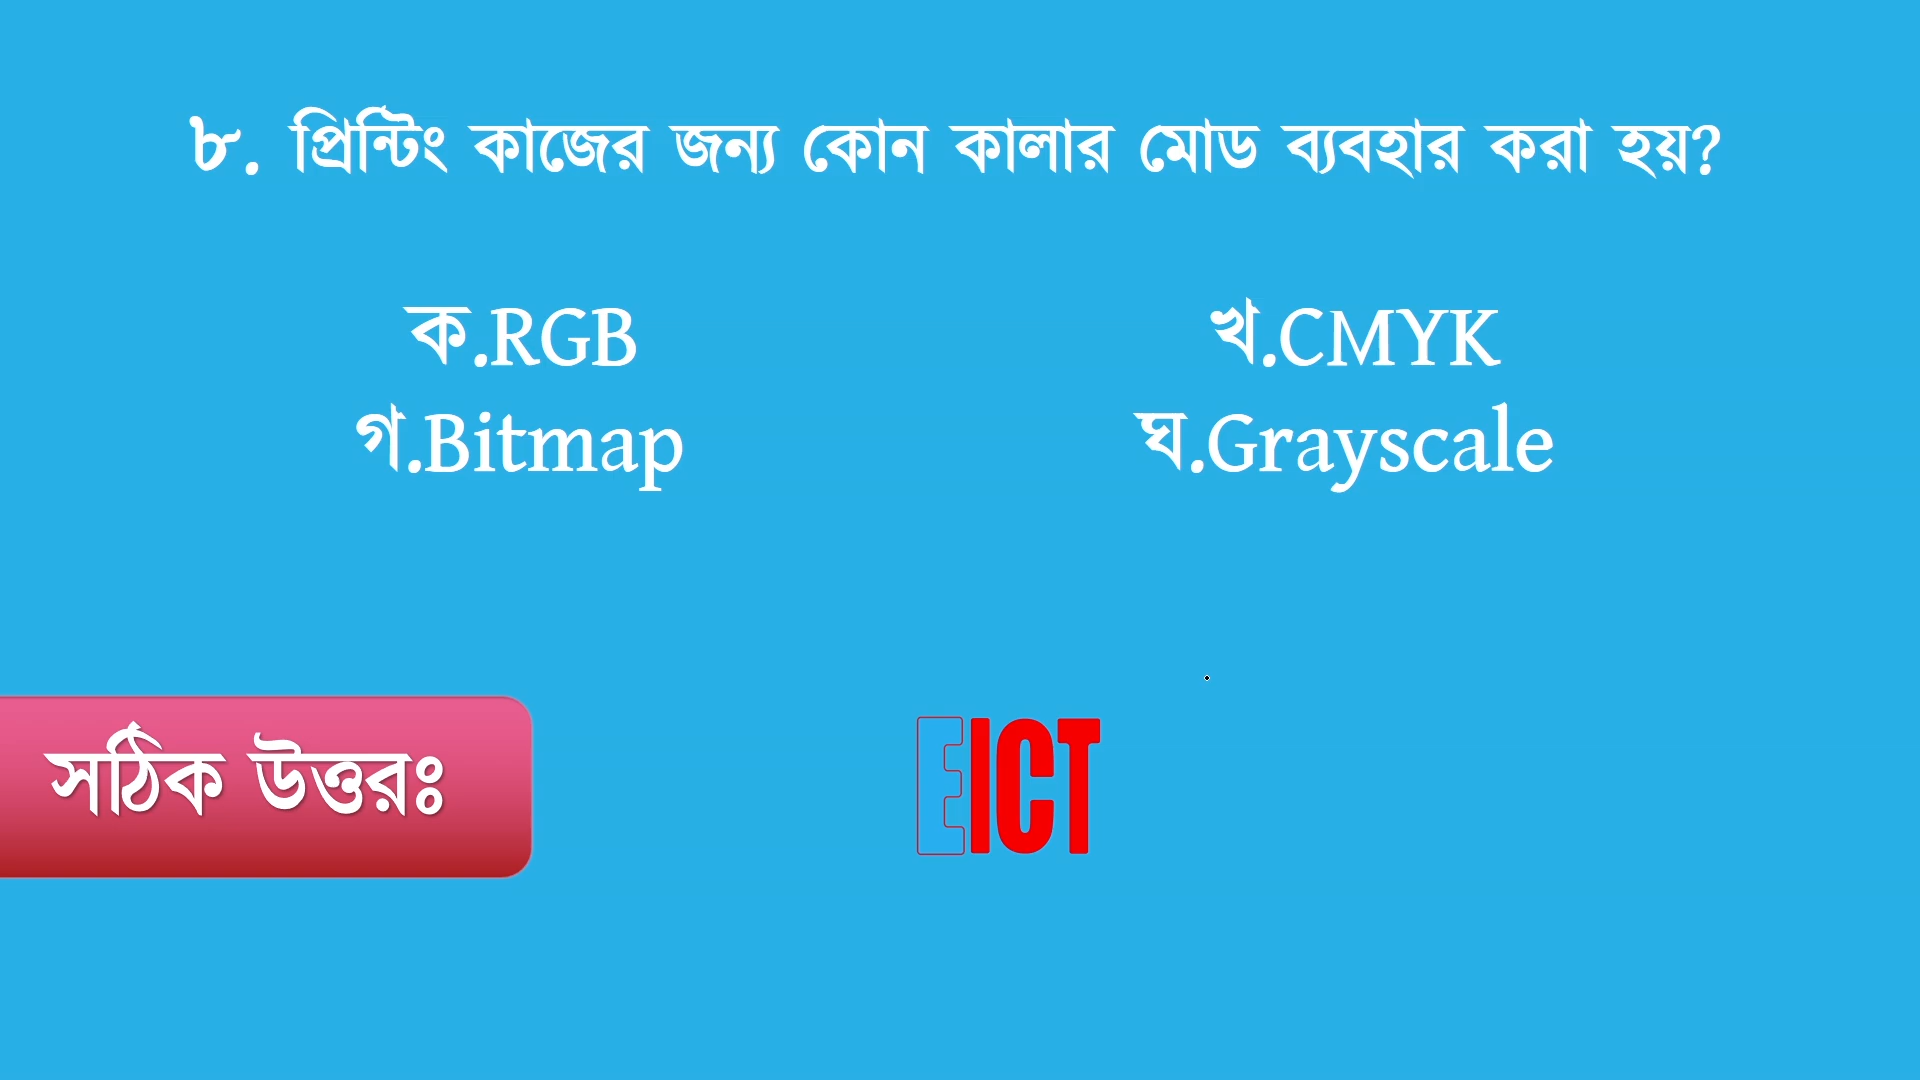 ৮. প্রিন্টিং কাজের জন্য কোন কালার মোড ব্যবহার করা হয়?
ক.RGB
খ.CMYK
গ.Bitmap
ঘ.Grayscale
সঠিক উত্তরঃ
EICT